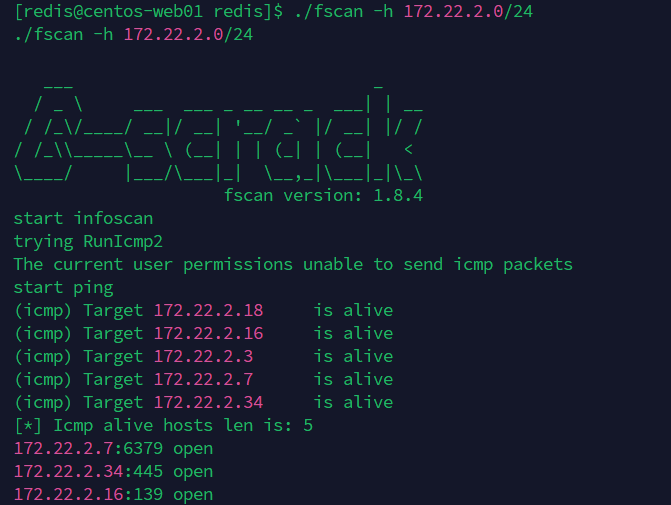 [redis@centos-web01 redis]$ ./fscan -h 172.22.2.0/24
./fscan -h 172.22.2.0/24
   ___                              _
  / _ \     ___  ___ _ __ __ _  ___| | __
 / /_\/____/ __|/ __| '__/ _` |/ __| |/ /
/ /_\\_____\__ \ (__| | | (_| | (__|   <
\____/     |___/\___|_|  \__,_|\___|_|\_\
                     fscan version: 1.8.4
start infoscan
trying RunIcmp2
The current user permissions unable to send icmp packets
start ping
(icmp) Target 172.22.2.18     is alive
(icmp) Target 172.22.2.16     is alive
(icmp) Target 172.22.2.3      is alive
(icmp) Target 172.22.2.7      is alive
(icmp) Target 172.22.2.34     is alive
[*] Icmp alive hosts len is: 5
172.22.2.7:6379 open
172.22.2.34:445 open
172.22.2.16:139 open